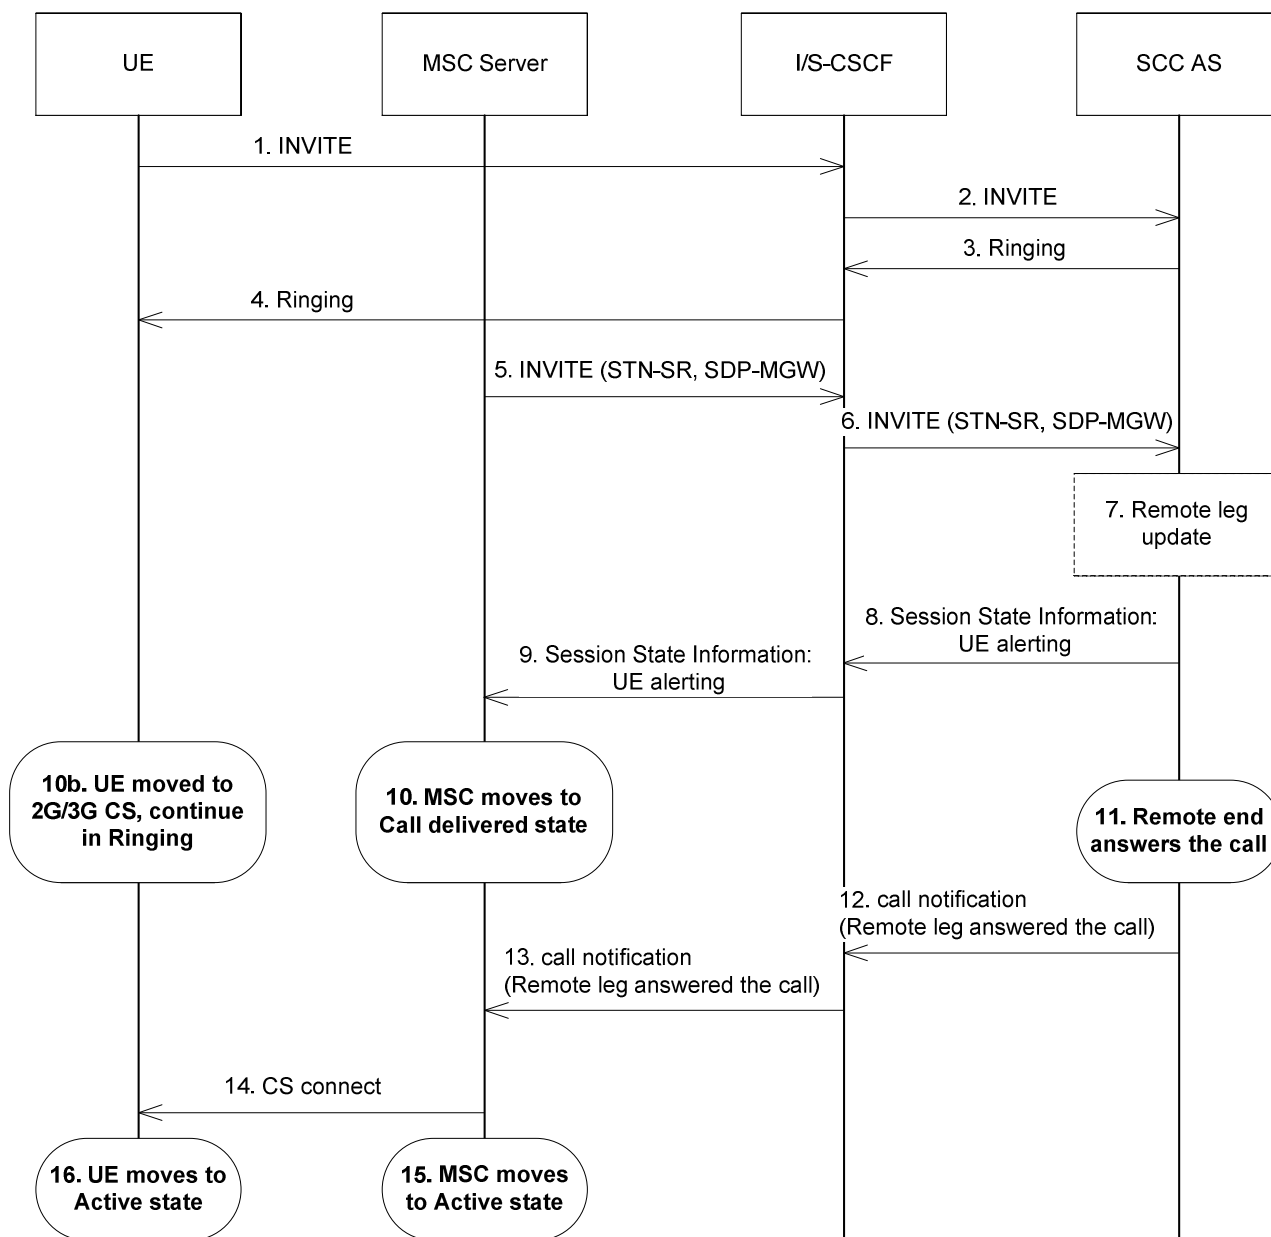 UE
MSC Server
I/S-CSCF
SCC AS
1. INVITE
2. INVITE
3. Ringing
4. Ringing
5. INVITE (STN-SR, SDP-MGW)
6. INVITE (STN-SR, SDP-MGW)
7. Remote leg
update
8. Session State Information:
UE alerting
9. Session State Information:
UE alerting
10b. UE moved to
2G/3G CS, continue
in Ringing
10. MSC moves to
Call delivered state
11. Remote end
answers the call
12. call notification
(Remote leg answered the call)
13. call notification
(Remote leg answered the call)
14. CS connect
16. UE moves to
Active state
15. MSC moves
to Active state